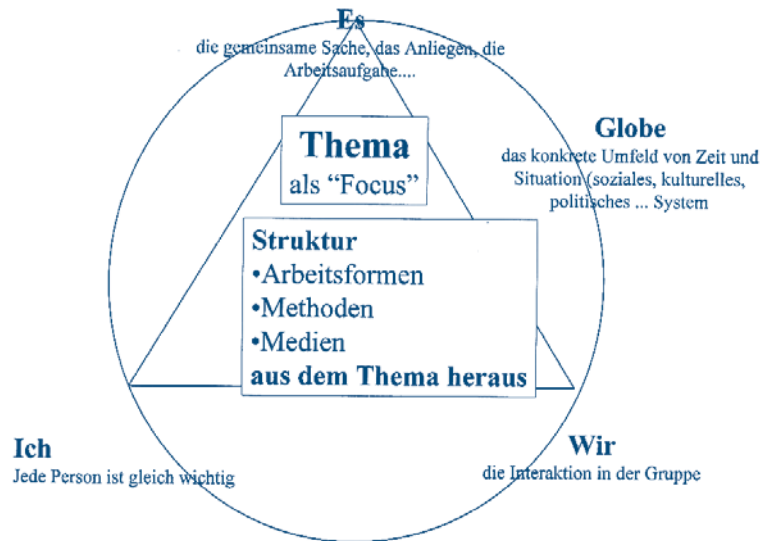 Es
die gemeinsame Sache, das Anliegen, die
Arbeitsaufgabe....
Globe
das konkrete Umfeld von Zeit und
Situation (soziales, kulturelles,
politisches ... System
Thema
als “Focus”
Struktur
•Arbeitsformen
•Methoden
•Medien
aus dem Thema heraus
Ich
Jede Person ist gleich wichtig
Wir
die Interaktion in der Gruppe